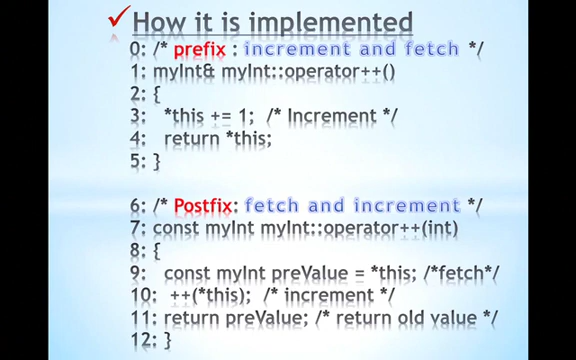 How it is implemented
0: /* prefix : increment and fetch */
1: myInt& myInt::operator++()
2: {
3: *this += 1; /* Increment */
4: return *this;
5: }
6: /* Postfix: fetch and increment */
7: const myInt myInt::operator++(int)
8: {
9: const myInt preValue = *this; /*fetch*/
10: ++(*this); /* increment */
11: return preValue; /* return old value */
12: }